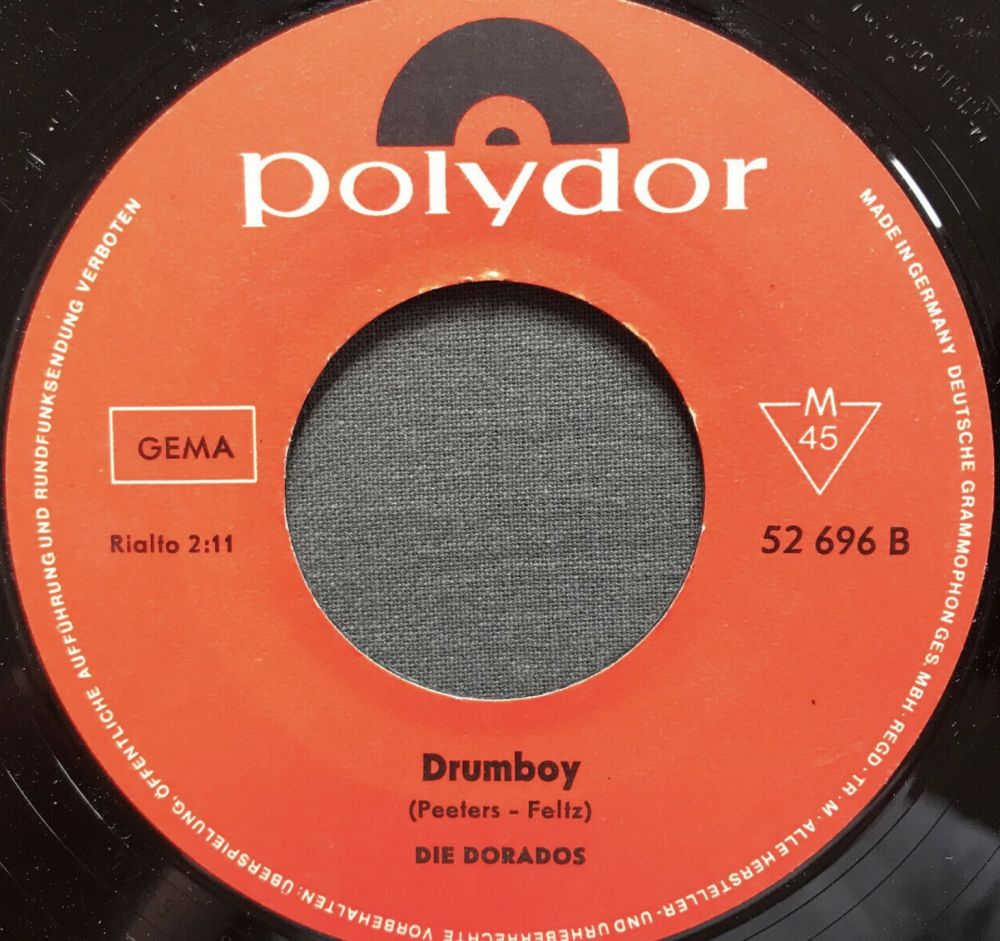 polydor
MADE IN GERMANY DEUTSCHE GRAMMOPHON GES. MBH · REGD · TR · M · ALLE HERSTELLER- UND URHEBERRECHTE VORBEHALTEN: ÜBERSPIELUNG, ÖFFENTLICHE AUFFÜHRUNG UND RUNDFUNKSENDUNG VERBOTEN
GEMA
M
45
Rialto 2:11
52 696 B
Drumboy
(Peeters - Feltz)
DIE DORADOS